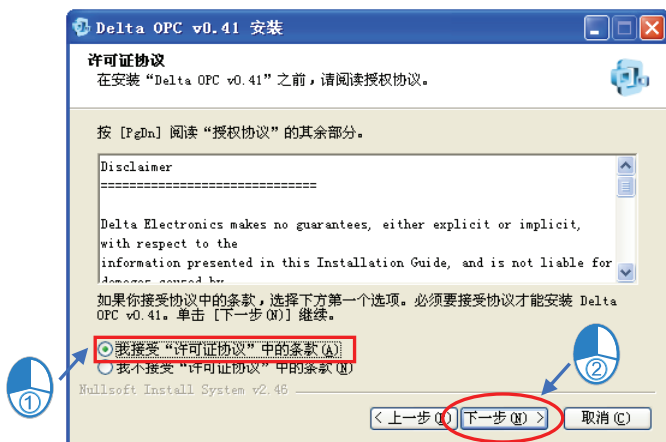 Delta OPC v0.41 安装
许可证协议
在安装“Delta OPC v0.41”之前，请阅读授权协议。
按 [PgDn] 阅读“授权协议”的其余部分。
Disclaimer
==============================
Delta Electronics makes no guarantees, either explicit or implicit,
with respect to the
information presented in this Installation Guide, and is not liable for
damages caused by
如果你接受协议中的条款，选择下方第一个选项。必须要接受协议才能安装 Delta
OPC v0.41。单击 [下一步(N)] 继续。
我接受“许可证协议”中的条款(A)
我不接受“许可证协议”中的条款(N)
①
②
Nullsoft Install System v2.46
< 上一步(P)
下一步(N) >
取消(C)